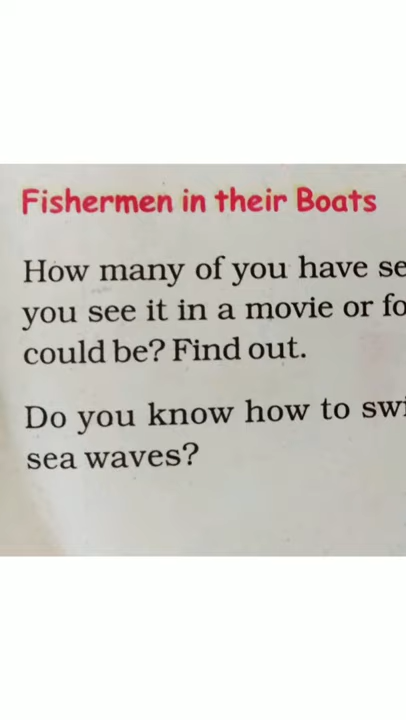 Fishermen in their Boats
How many of you have se
you see it in a movie or fo
could be? Find out.
Do you know how to swi
sea waves?